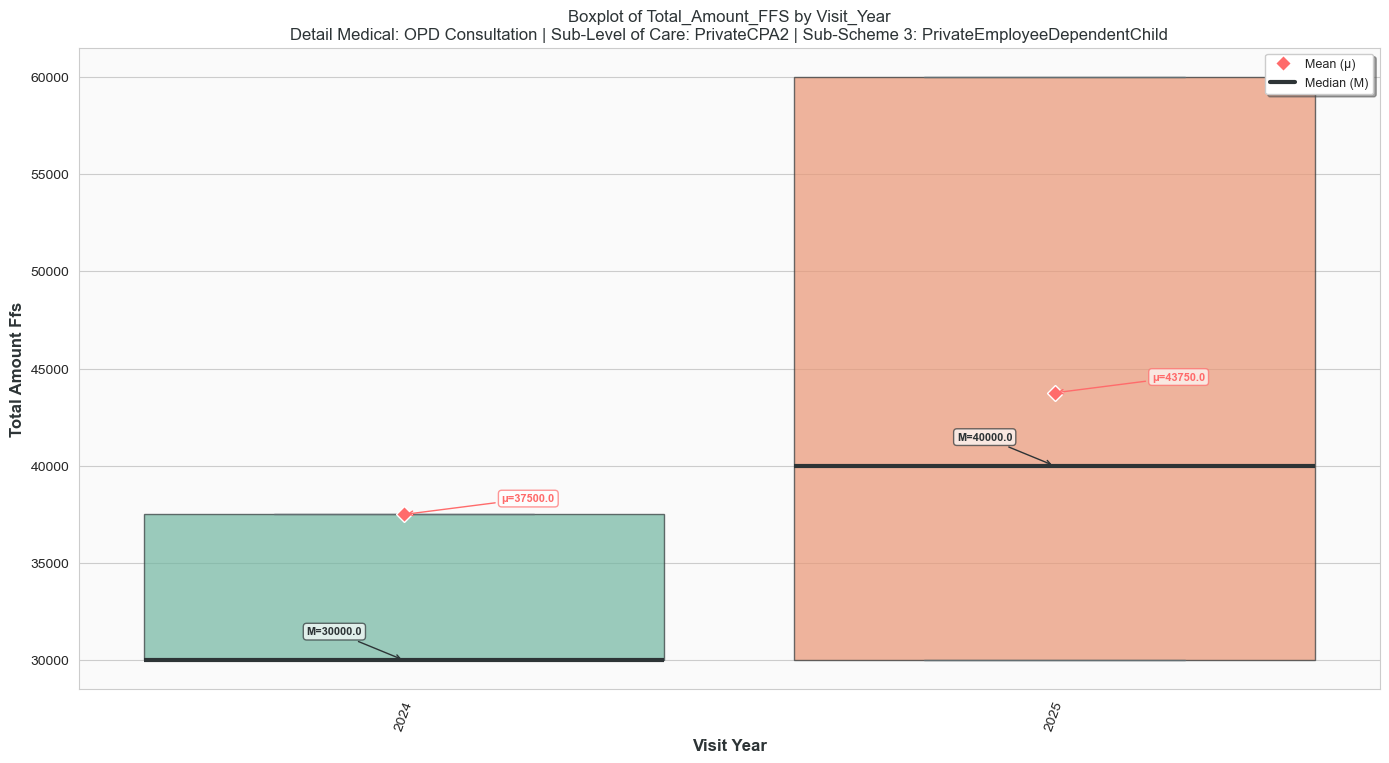 Boxplot of Total_Amount_FFS by Visit_Year
Detail Medical: OPD Consultation | Sub-Level of Care: PrivateCPA2 | Sub-Scheme 3: PrivateEmployeeDependentChild
Mean (μ)
Median (M)
Total Amount Ffs
60000
55000
50000
45000
40000
35000
30000
μ=37500.0
M=30000.0
μ=43750.0
M=40000.0
2024
2025
Visit Year